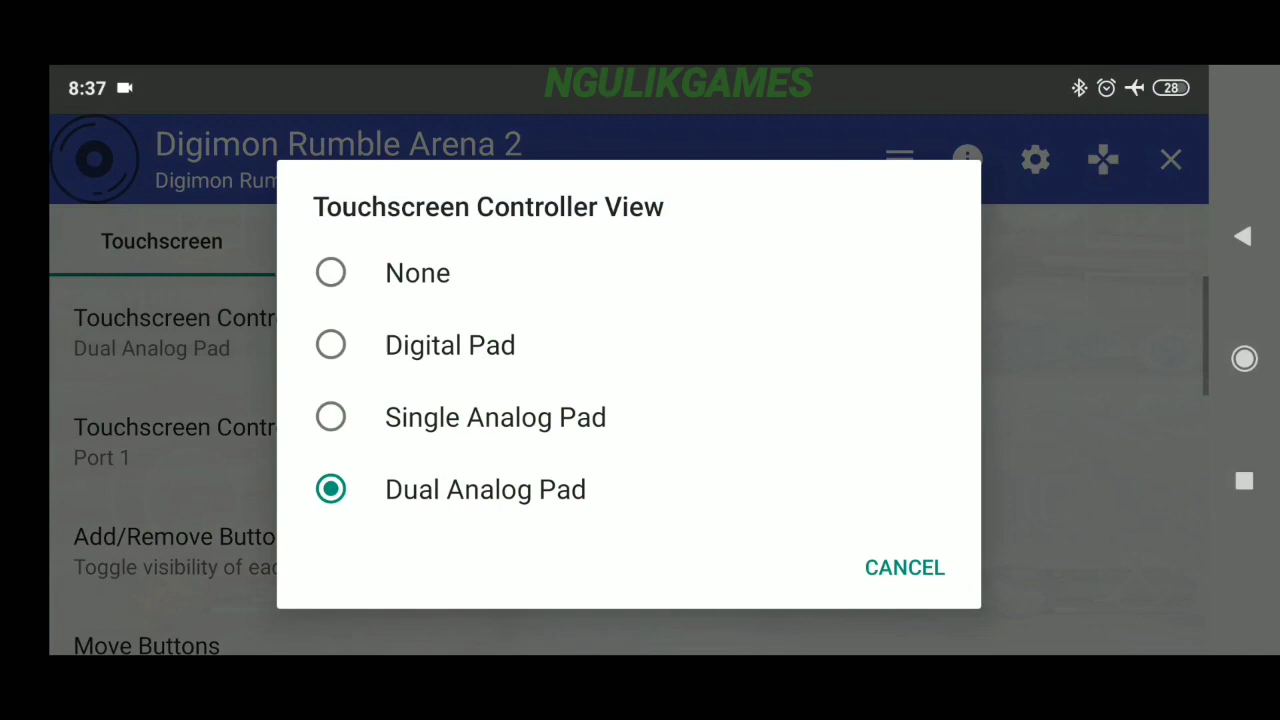 8:37
NGULIKGAMES
28
Digimon Rumble Arena 2
Digimon Rum
Touchscreen
Touchscreen Contr
Dual Analog Pad
Touchscreen Contr
Port 1
Add/Remove Butto
Toggle visibility of eac
Move Buttons
Touchscreen Controller View
None
Digital Pad
Single Analog Pad
Dual Analog Pad
CANCEL